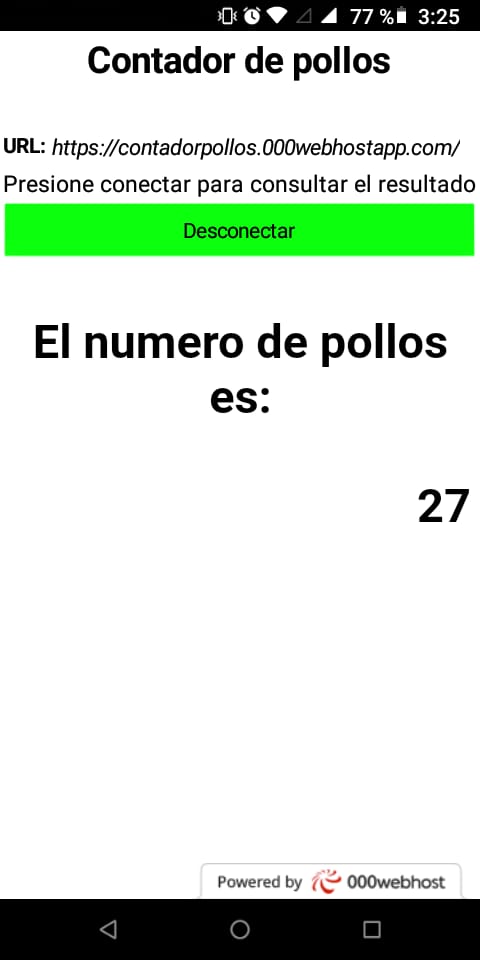 77 % 3:25
Contador de pollos
URL: https://contadorpollos.000webhostapp.com/
Presione conectar para consultar el resultado
Desconectar
El numero de pollos
es:
27
Powered by 000webhost